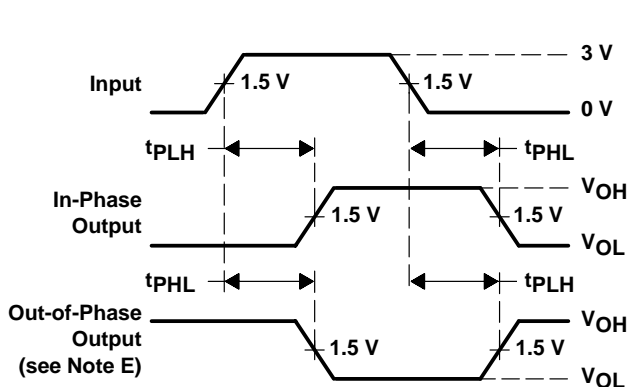 3 V
Input
1.5 V
1.5 V
0 V
tPLH
tPHL
In-Phase
Output
VOH
1.5 V
1.5 V
VOL
tPHL
tPLH
Out-of-Phase
Output
(see Note E)
VOH
1.5 V
1.5 V
VOL